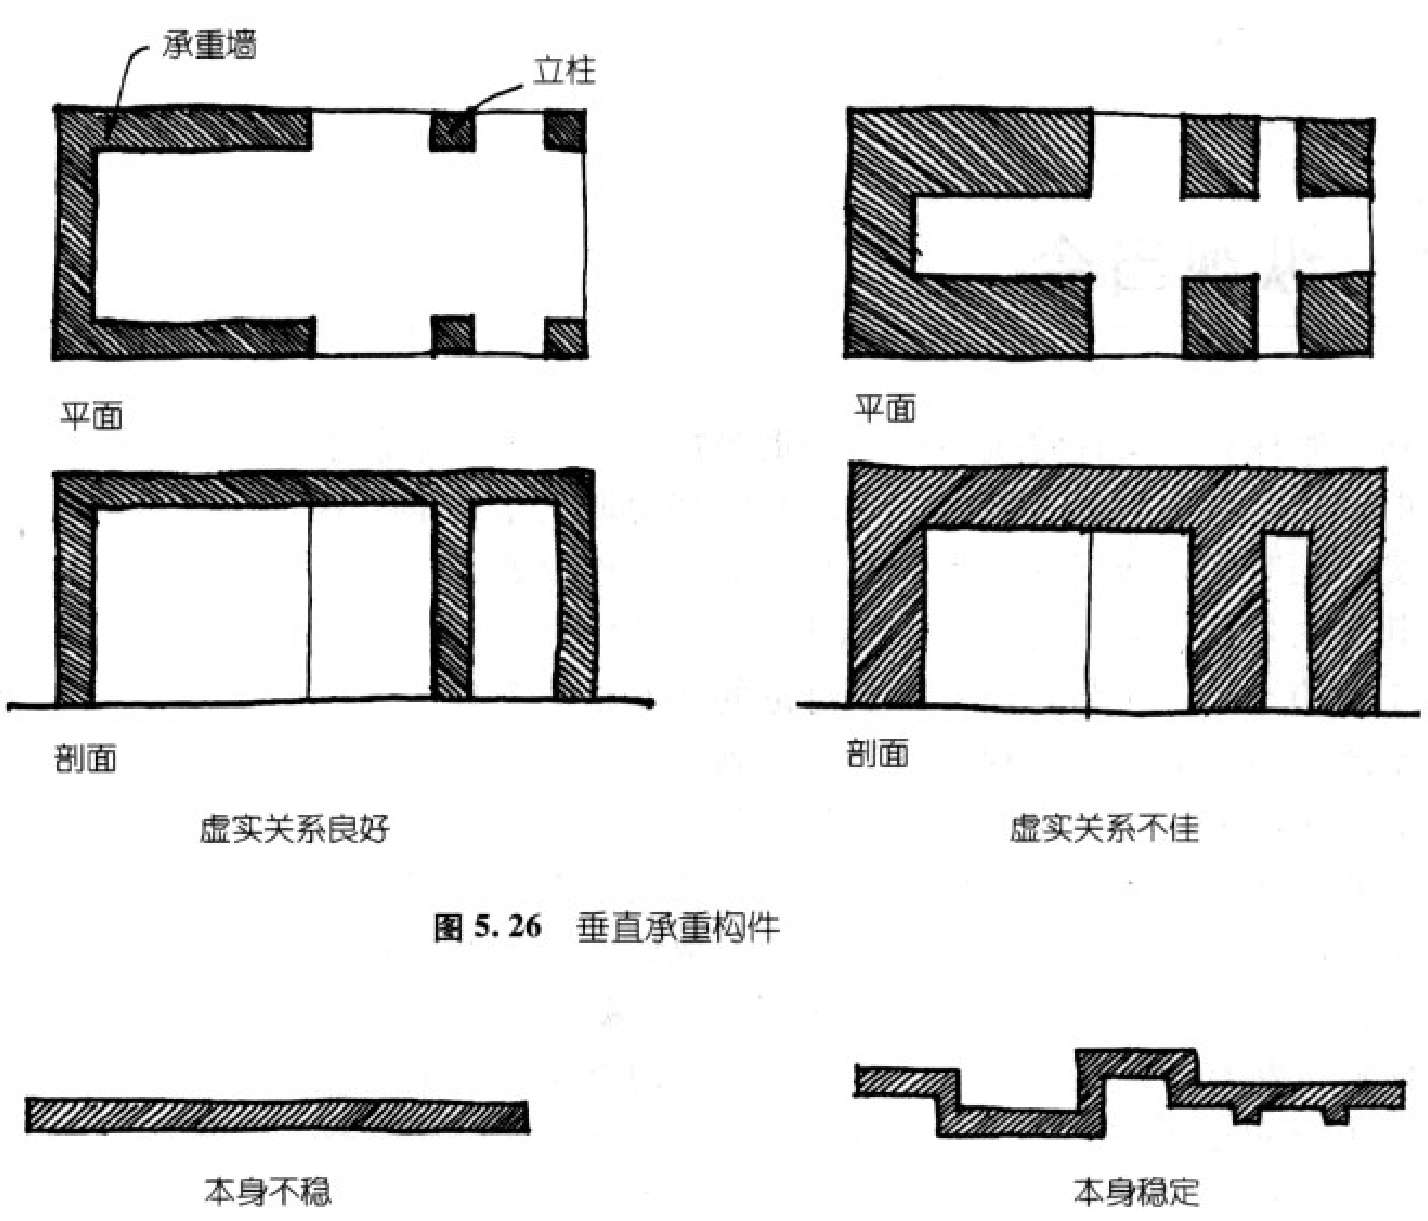 承重墙
立柱
平面
平面
剖面
剖面
虚实关系良好
虚实关系不佳
图 5.26 垂直承重构件
本身不稳
本身稳定